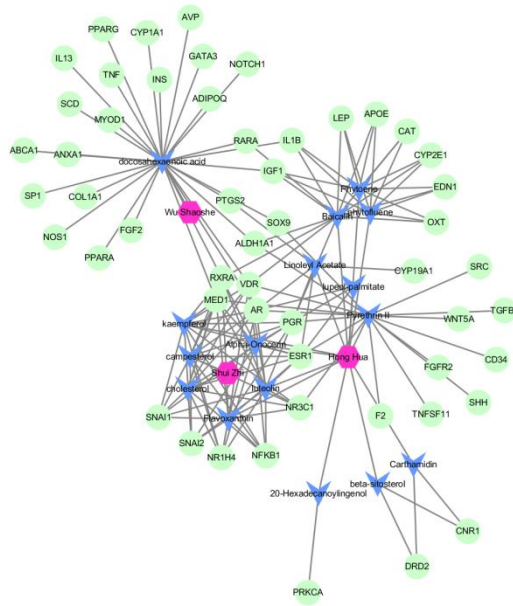 AVP
PPARG
CYP1A1
IL13
GATA3
NOTCH1
TNF
INS
SCD
ADIPOQ
MYOD1
LEP
APOE
ABCA1
ANXA1
docosahexaenoic acid
RARA
IL1B
CAT
CYP2E1
SP1
COL1A1
IGF1
Phytoene
EDN1
NOS1
FGF2
Wu Shaoshe
PTGS2
SOX9
Baicalin
phytofluene
OXT
PPARA
ALDH1A1
Linoleyl Acetate
CYP19A1
RXRA
VDR
lupeol-palmitate
SRC
MED1
AR
Pyrethrin II
TGFB
kaempferol
PGR
WNT5A
Alpha-Onocerin
campesterol
ESR1
Hong Hua
FGFR2
CD34
Shui Zhi
cholesterol
luteolin
SHH
SNAI1
Flavoxanthin
NR3C1
F2
TNFSF11
SNAI2
NR1H4
NFKB1
Carthamidin
20-Hexadecanoylingenol
beta-sitosterol
CNR1
DRD2
PRKCA